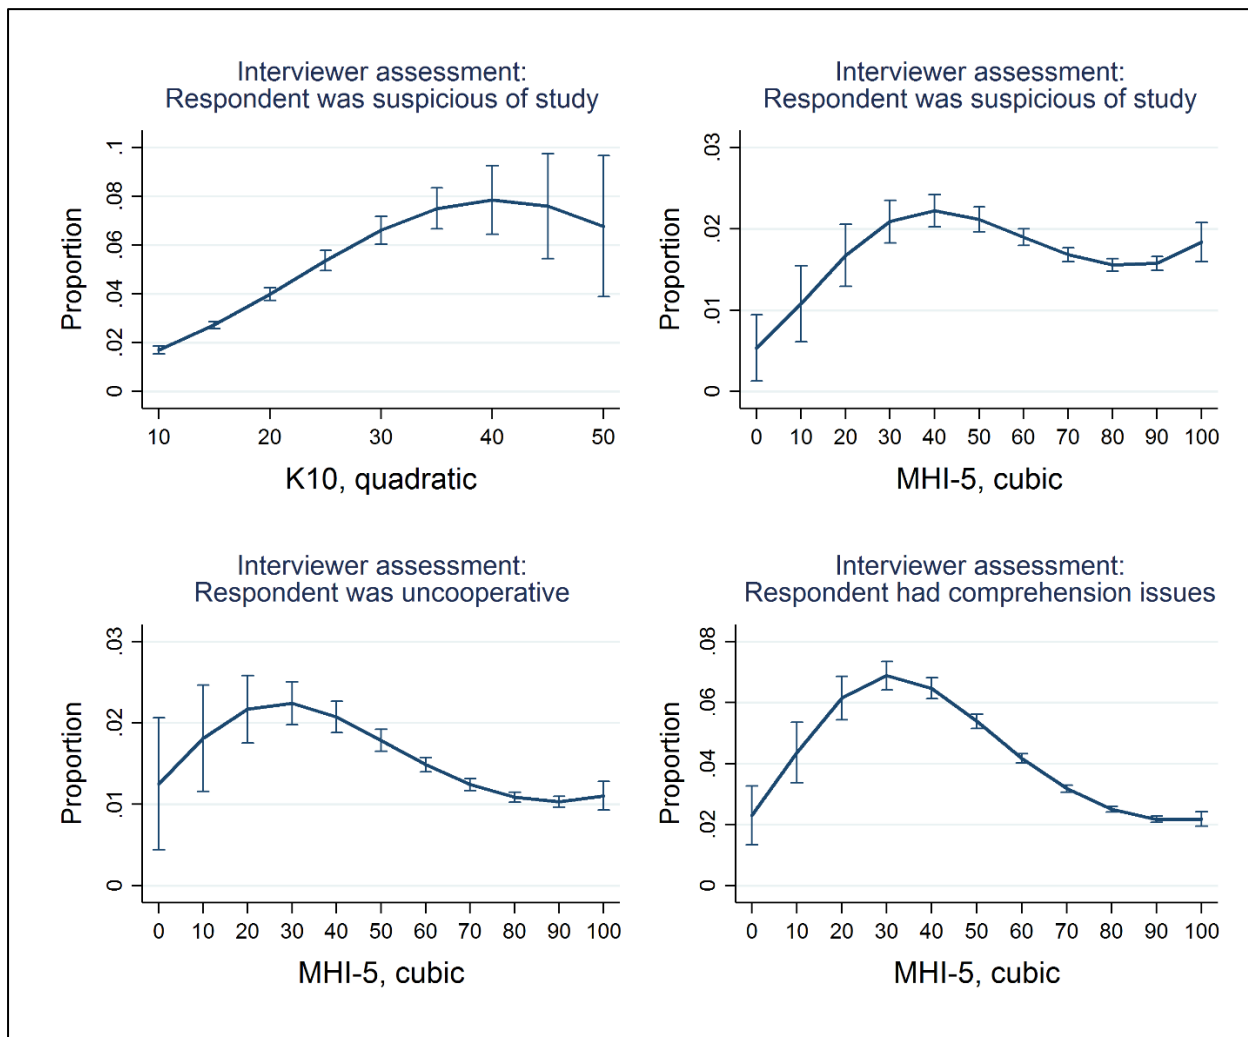 Interviewer assessment:
Respondent was suspicious of study
Proportion
.1
.08
.06
.04
.02
0
10 20 30 40 50
K10, quadratic
Interviewer assessment:
Respondent was suspicious of study
Proportion
.03
.02
.01
0
0 10 20 30 40 50 60 70 80 90 100
MHI-5, cubic
Interviewer assessment:
Respondent was uncooperative
Proportion
.03
.02
.01
0
0 10 20 30 40 50 60 70 80 90 100
MHI-5, cubic
Interviewer assessment:
Respondent had comprehension issues
Proportion
.08
.06
.04
.02
0
0 10 20 30 40 50 60 70 80 90 100
MHI-5, cubic